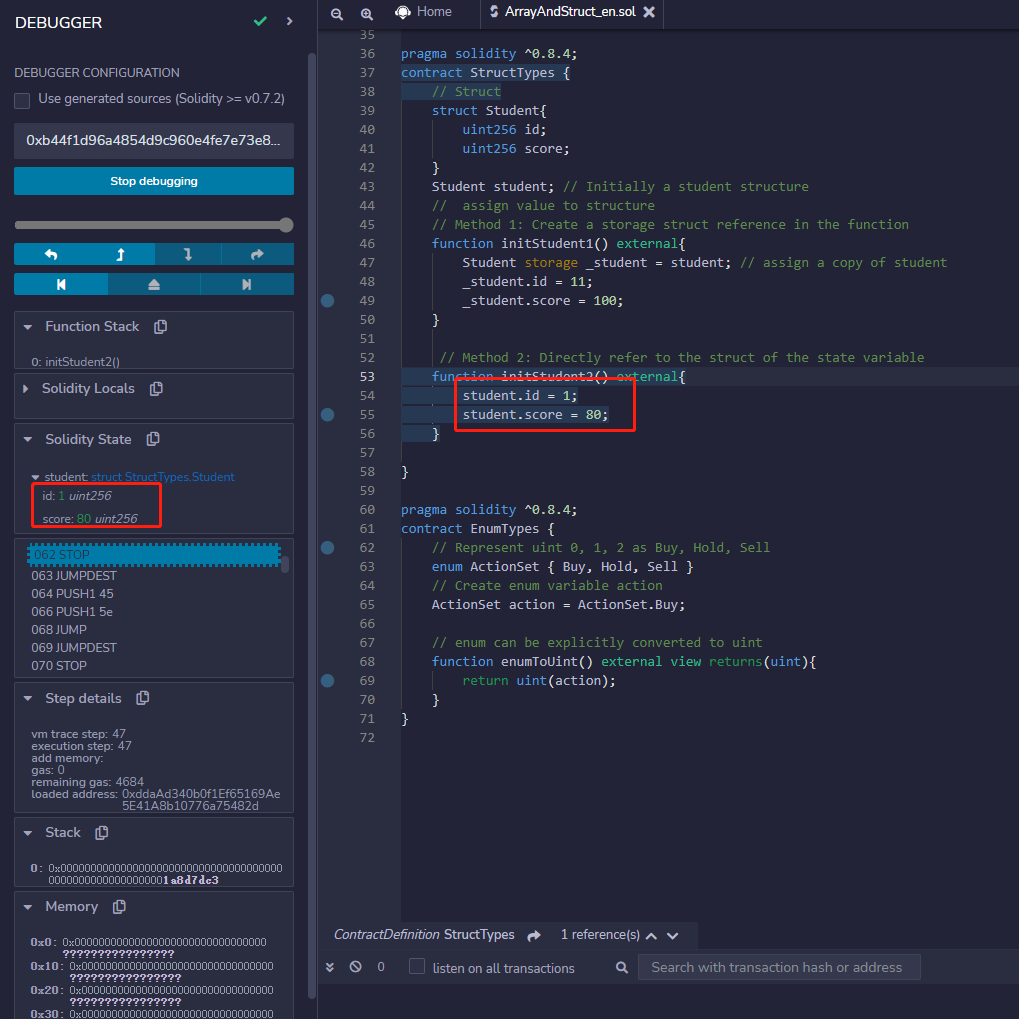 DEBUGGER
DEBUGGER CONFIGURATION
Use generated sources (Solidity >= v0.7.2)
0xb44f1d96a4854d9c960e4fe7e73e8...
Stop debugging
Function Stack
0: initStudent2()
Solidity Locals
Solidity State
student: struct StructTypes.Student
id: 1 uint256
score: 80 uint256
062 STOP
063 JUMPDEST
064 PUSH1 45
066 PUSH1 5e
068 JUMP
069 JUMPDEST
070 STOP
Step details
vm trace step: 47
execution step: 47
add memory:
gas: 0
remaining gas: 4684
loaded address: 0xddaAd340b0f1Ef65169Ae
5E41A8b10776a75482d
Stack
0: 0x00000000000000000000000000000000000
0000000000000000000001a8d7dc3
Memory
0x0: 0x00000000000000000000000000000000
????????????????
0x10: 0x00000000000000000000000000000000
????????????????
0x20: 0x00000000000000000000000000000000
????????????????
0x30: 0x00000000000000000000000000000000
Home
ArrayAndStruct_en.sol
35
36 pragma solidity ^0.8.4;
37 contract StructTypes {
38 // Struct
39 struct Student{
40 uint256 id;
41 uint256 score;
42 }
43 Student student; // Initially a student structure
44 //  assign value to structure
45 // Method 1: Create a storage struct reference in the function
46 function initStudent1() external{
47 Student storage _student = student; // assign a copy of student
48 _student.id = 11;
49 _student.score = 100;
50 }
51
52 // Method 2: Directly refer to the struct of the state variable
53 function initStudent2() external{
54 student.id = 1;
55 student.score = 80;
56 }
57
58 }
59
60 pragma solidity ^0.8.4;
61 contract EnumTypes {
62 // Represent uint 0, 1, 2 as Buy, Hold, Sell
63 enum ActionSet { Buy, Hold, Sell }
64 // Create enum variable action
65 ActionSet action = ActionSet.Buy;
66
67 // enum can be explicitly converted to uint
68 function enumToUint() external view returns(uint){
69 return uint(action);
70 }
71 }
72
ContractDefinition StructTypes 1 reference(s)
0 listen on all transactions Search with transaction hash or address